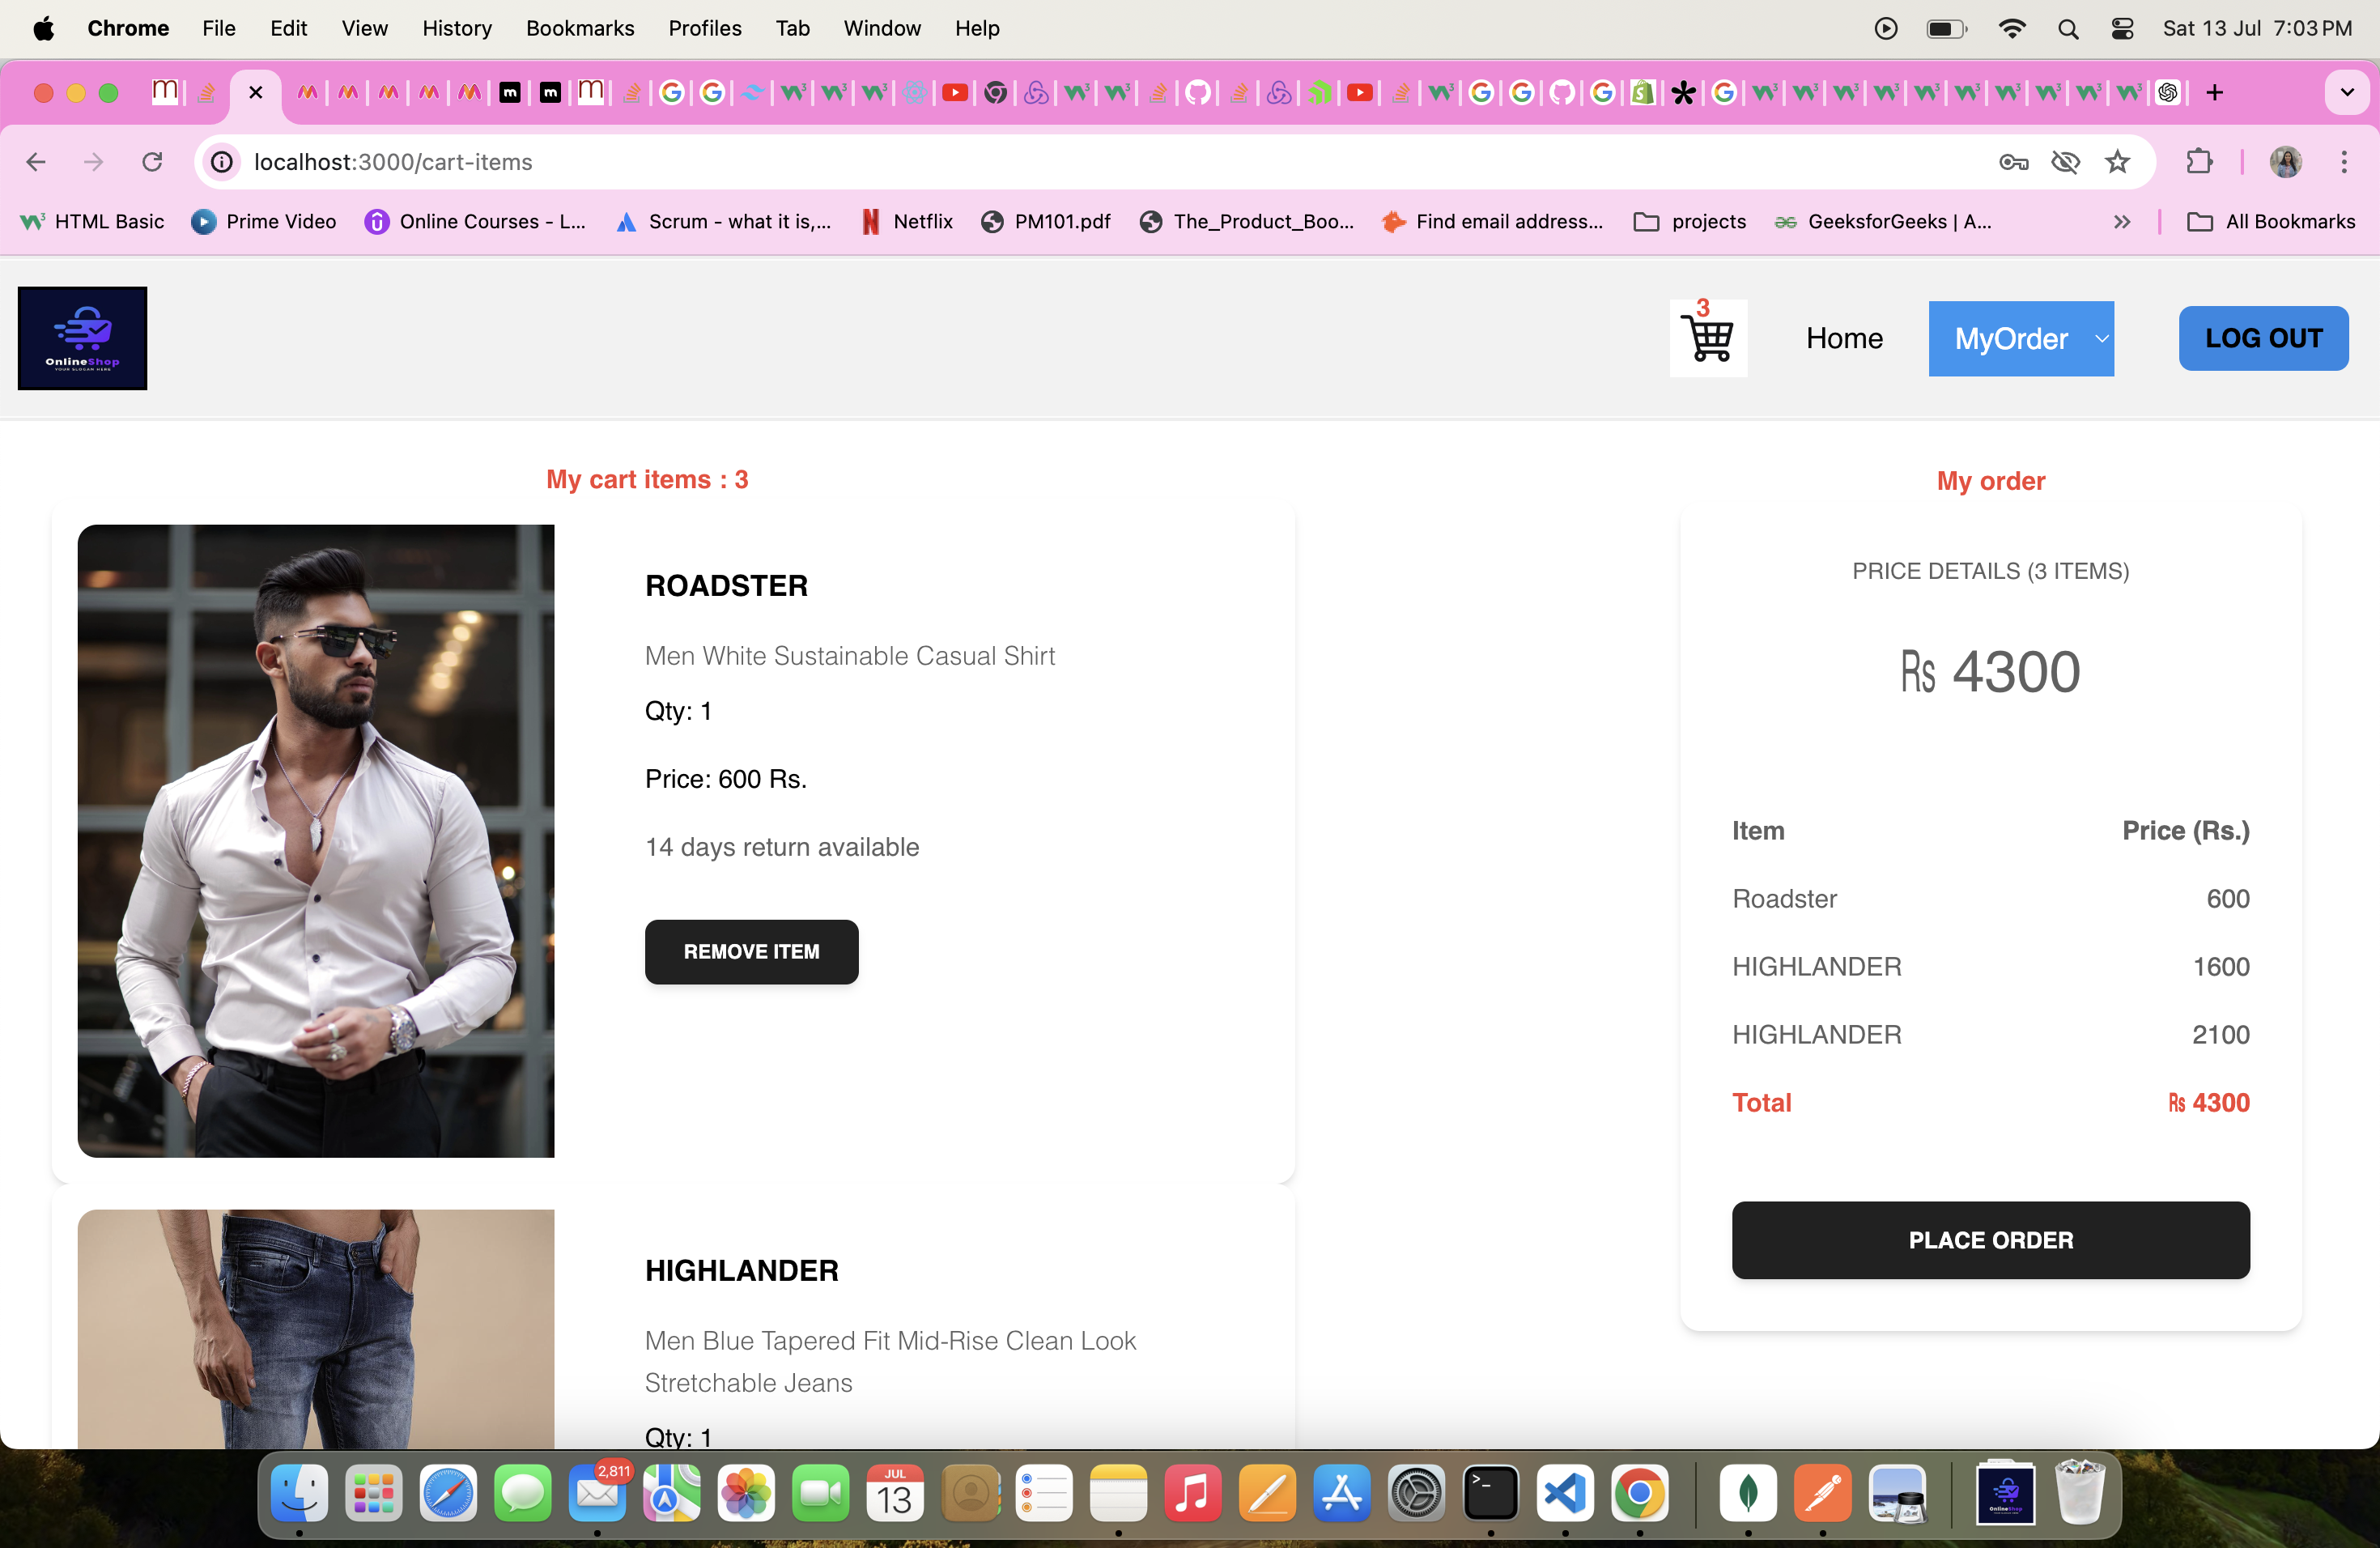 Chrome File Edit View History Bookmarks Profiles Tab Window Help
Sat 13 Jul 7:03 PM
localhost:3000/cart-items
HTML Basic
Prime Video
Online Courses - L...
Scrum - what it is,...
Netflix
PM101.pdf
The_Product_Boo...
Find email address...
projects
GeeksforGeeks | A...
All Bookmarks
OnlineShop
YOUR SLOGAN HERE
3
Home
MyOrder
LOG OUT
My cart items : 3
ROADSTER
Men White Sustainable Casual Shirt
Qty: 1
Price: 600 Rs.
14 days return available
REMOVE ITEM
HIGHLANDER
Men Blue Tapered Fit Mid-Rise Clean Look
Stretchable Jeans
Qty: 1
My order
PRICE DETAILS (3 ITEMS)
₨ 4300
Item Price (Rs.)
Roadster 600
HIGHLANDER 1600
HIGHLANDER 2100
Total ₨ 4300
PLACE ORDER
2,811
JUL
13
OnlineShop